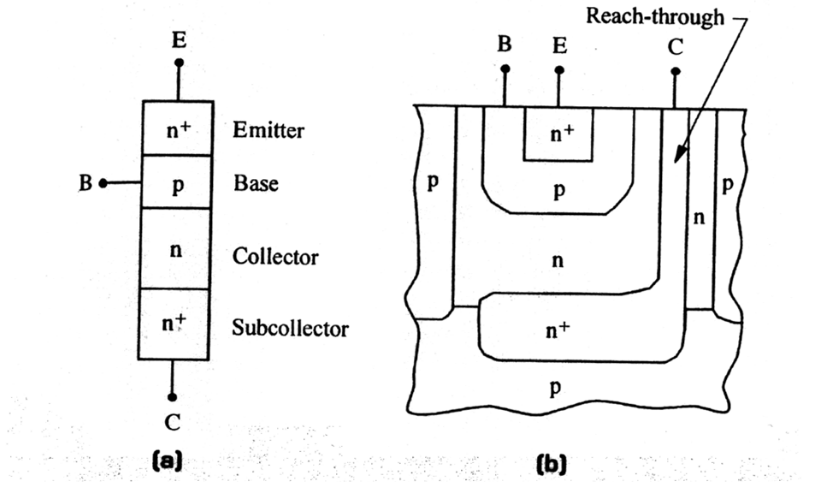 E
n+ Emitter
B p Base
n Collector
n+ Subcollector
C
(a)
Reach-through
B E C
n+
p p p
n
n
n+
p
(b)